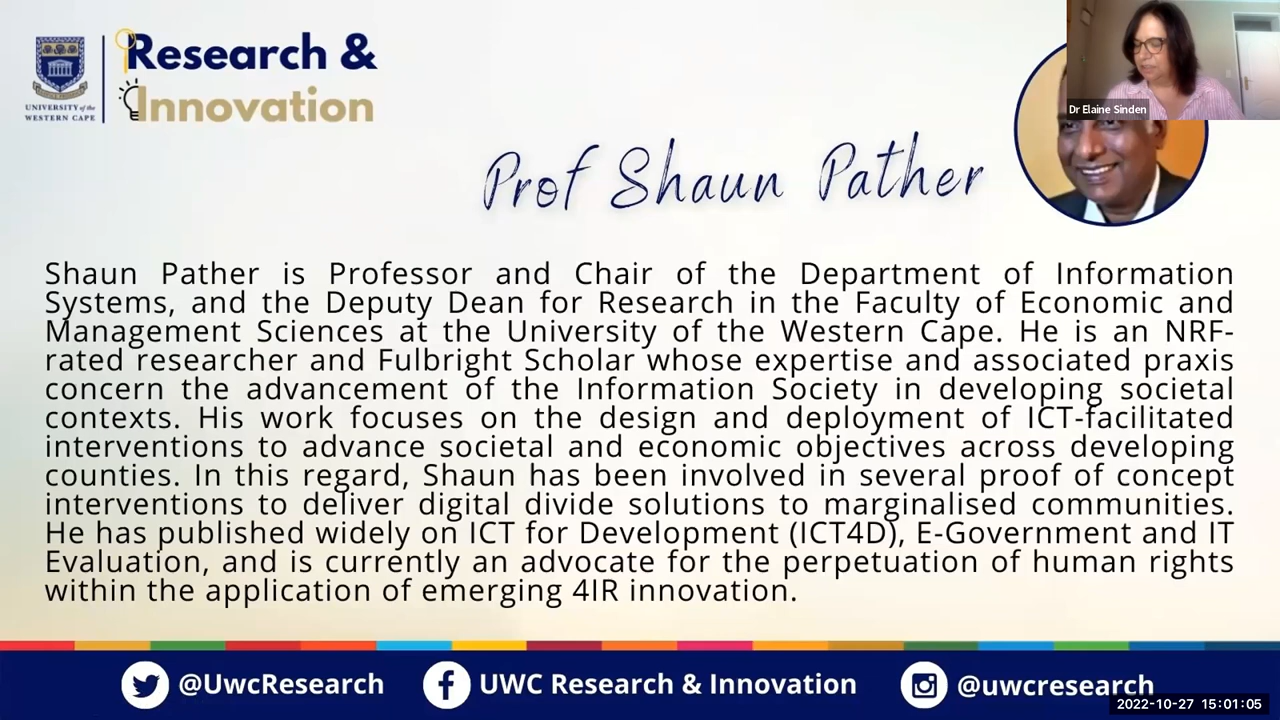 Research &
Innovation
UNIVERSITY of the
WESTERN CAPE
Dr Elaine Sinden
Prof Shaun Pather
Shaun Pather is Professor and Chair of the Department of Information
Systems, and the Deputy Dean for Research in the Faculty of Economic and
Management Sciences at the University of the Western Cape. He is an NRF-
rated researcher and Fulbright Scholar whose expertise and associated praxis
concern the advancement of the Information Society in developing societal
contexts. His work focuses on the design and deployment of ICT-facilitated
interventions to advance societal and economic objectives across developing
counties. In this regard, Shaun has been involved in several proof of concept
interventions to deliver digital divide solutions to marginalised communities.
He has published widely on ICT for Development (ICT4D), E-Government and IT
Evaluation, and is currently an advocate for the perpetuation of human rights
within the application of emerging 4IR innovation.
@UwcResearch
UWC Research & Innovation
@uwcresearch
2022-10-27 15:01:05